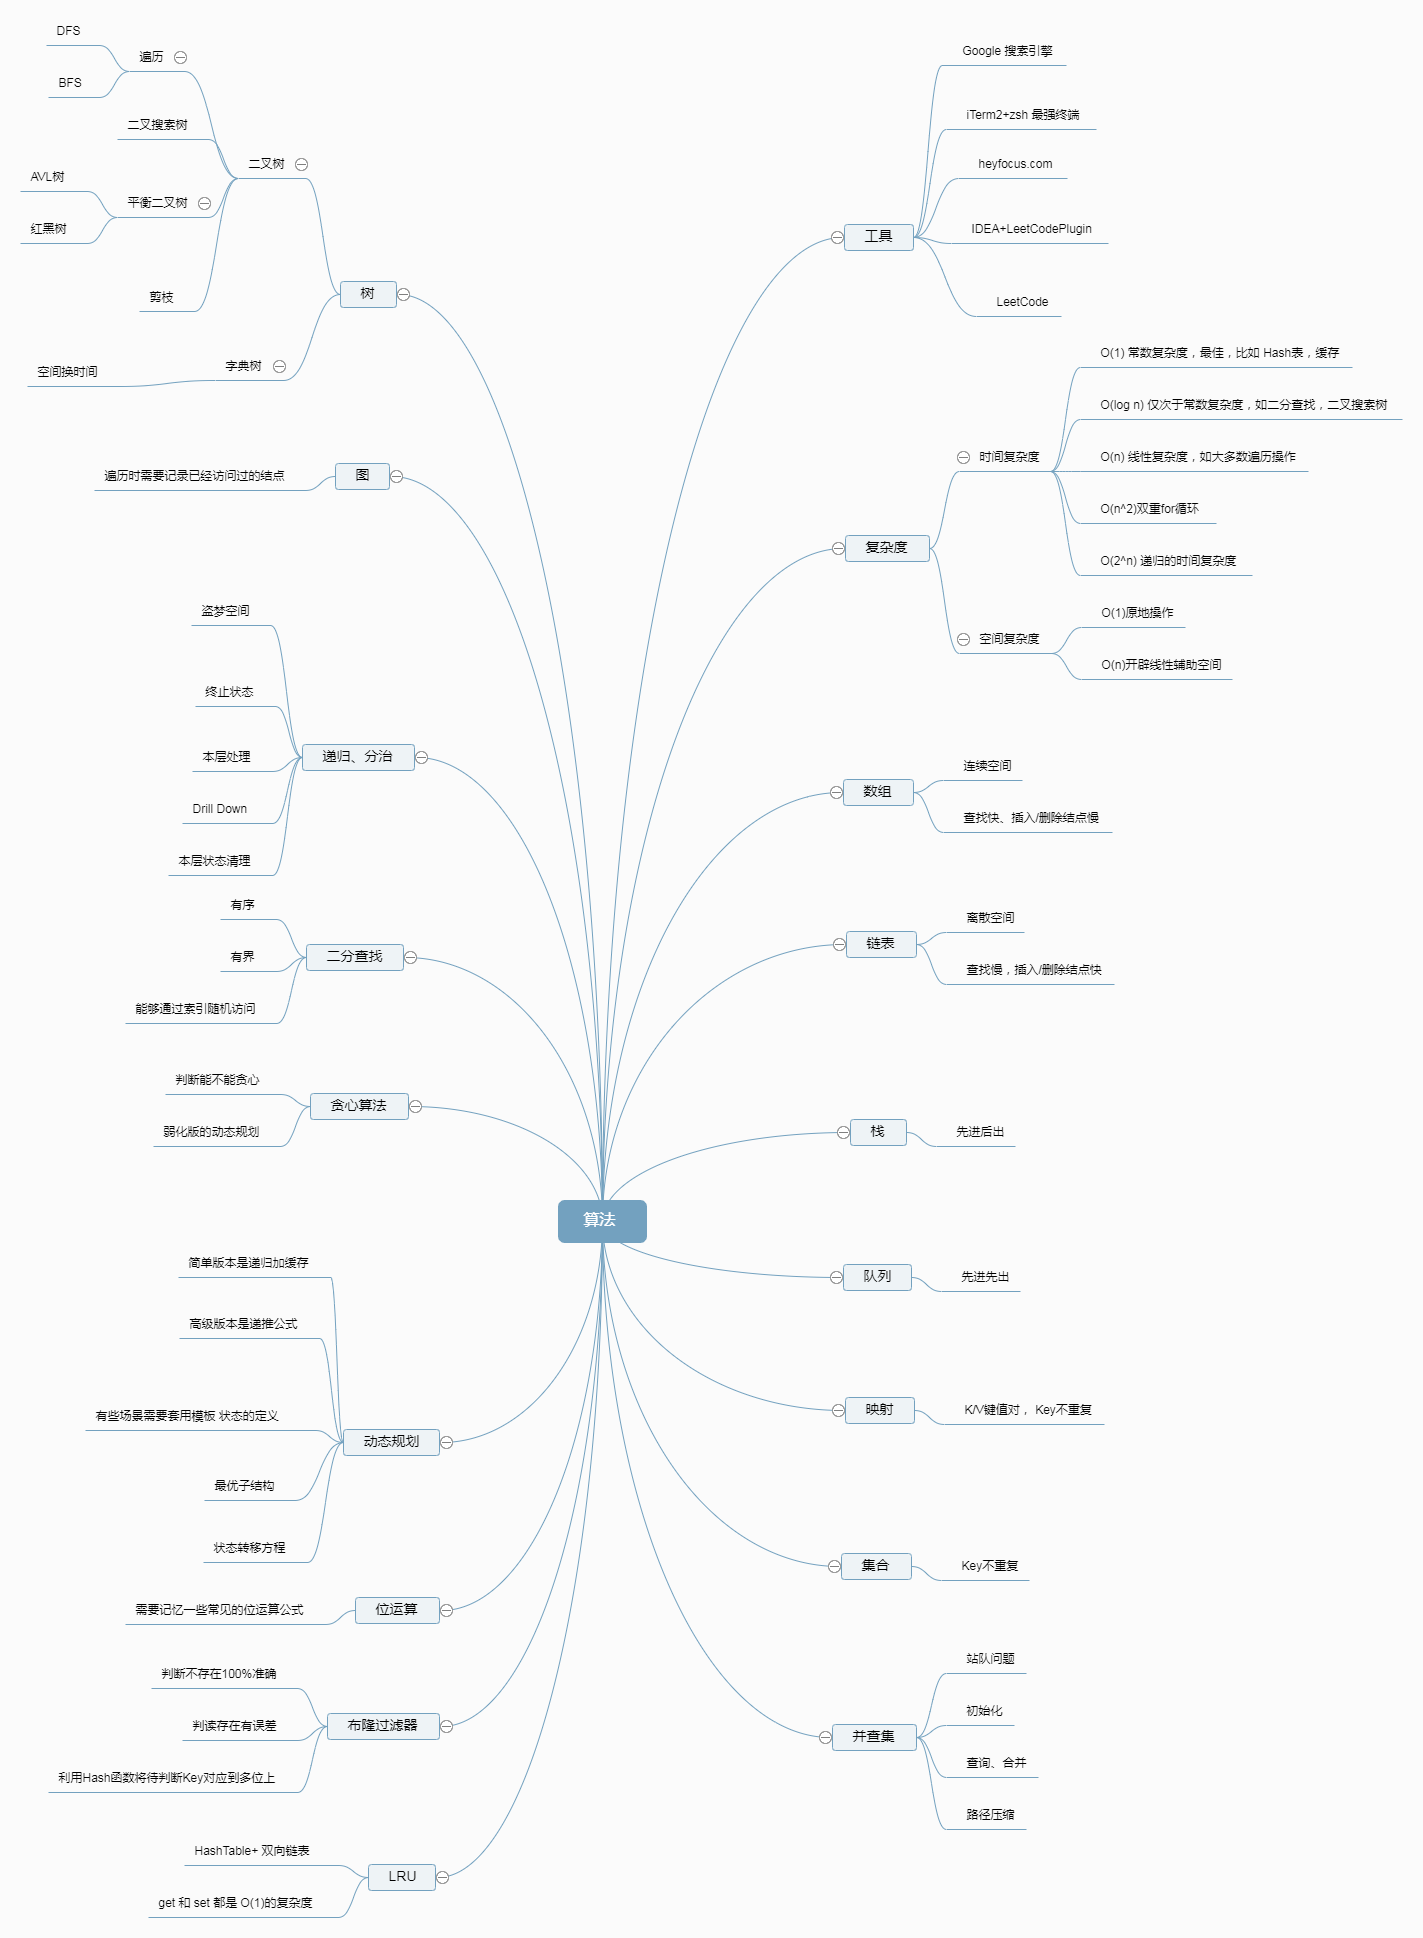 算法
工具
Google 搜索引擎
iTerm2+zsh 最强终端
heyfocus.com
IDEA+LeetCodePlugin
LeetCode
复杂度
时间复杂度
O(1) 常数复杂度，最佳，比如 Hash表，缓存
O(log n) 仅次于常数复杂度，如二分查找，二叉搜索树
O(n) 线性复杂度，如大多数遍历操作
O(n^2)双重for循环
O(2^n) 递归的时间复杂度
空间复杂度
O(1)原地操作
O(n)开辟线性辅助空间
数组
连续空间
查找快、插入/删除结点慢
链表
离散空间
查找慢，插入/删除结点快
栈
先进后出
队列
先进先出
映射
K/V键值对， Key不重复
集合
Key不重复
并查集
站队问题
初始化
查询、合并
路径压缩
树
二叉树
遍历
DFS
BFS
二叉搜索树
平衡二叉树
AVL树
红黑树
剪枝
字典树
空间换时间
图
遍历时需要记录已经访问过的结点
递归、分治
盗梦空间
终止状态
本层处理
Drill Down
本层状态清理
二分查找
有序
有界
能够通过索引随机访问
贪心算法
判断能不能贪心
弱化版的动态规划
动态规划
简单版本是递归加缓存
高级版本是递推公式
有些场景需要套用模板 状态的定义
最优子结构
状态转移方程
位运算
需要记忆一些常见的位运算公式
布隆过滤器
判断不存在100%准确
判读存在有误差
利用Hash函数将待判断Key对应到多位上
LRU
HashTable+ 双向链表
get 和 set 都是 O(1)的复杂度